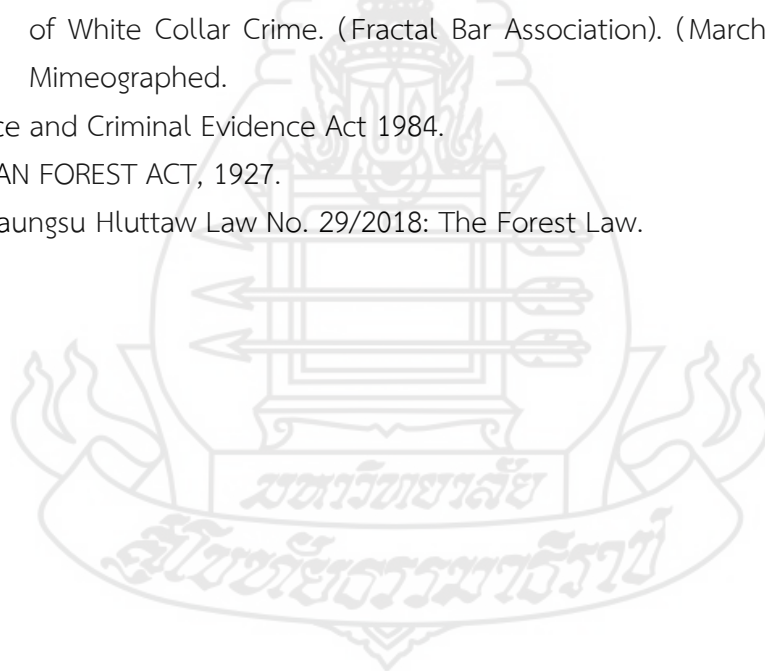 of White Collar Crime. (Fractal Bar Association). (March
Mimeographed.
ce and Criminal Evidence Act 1984.
AN FOREST ACT, 1927.
aungsu Hluttaw Law No. 29/2018: The Forest Law.
มหาวิทยาลัย
สุโขทัยธรรมาธิราช